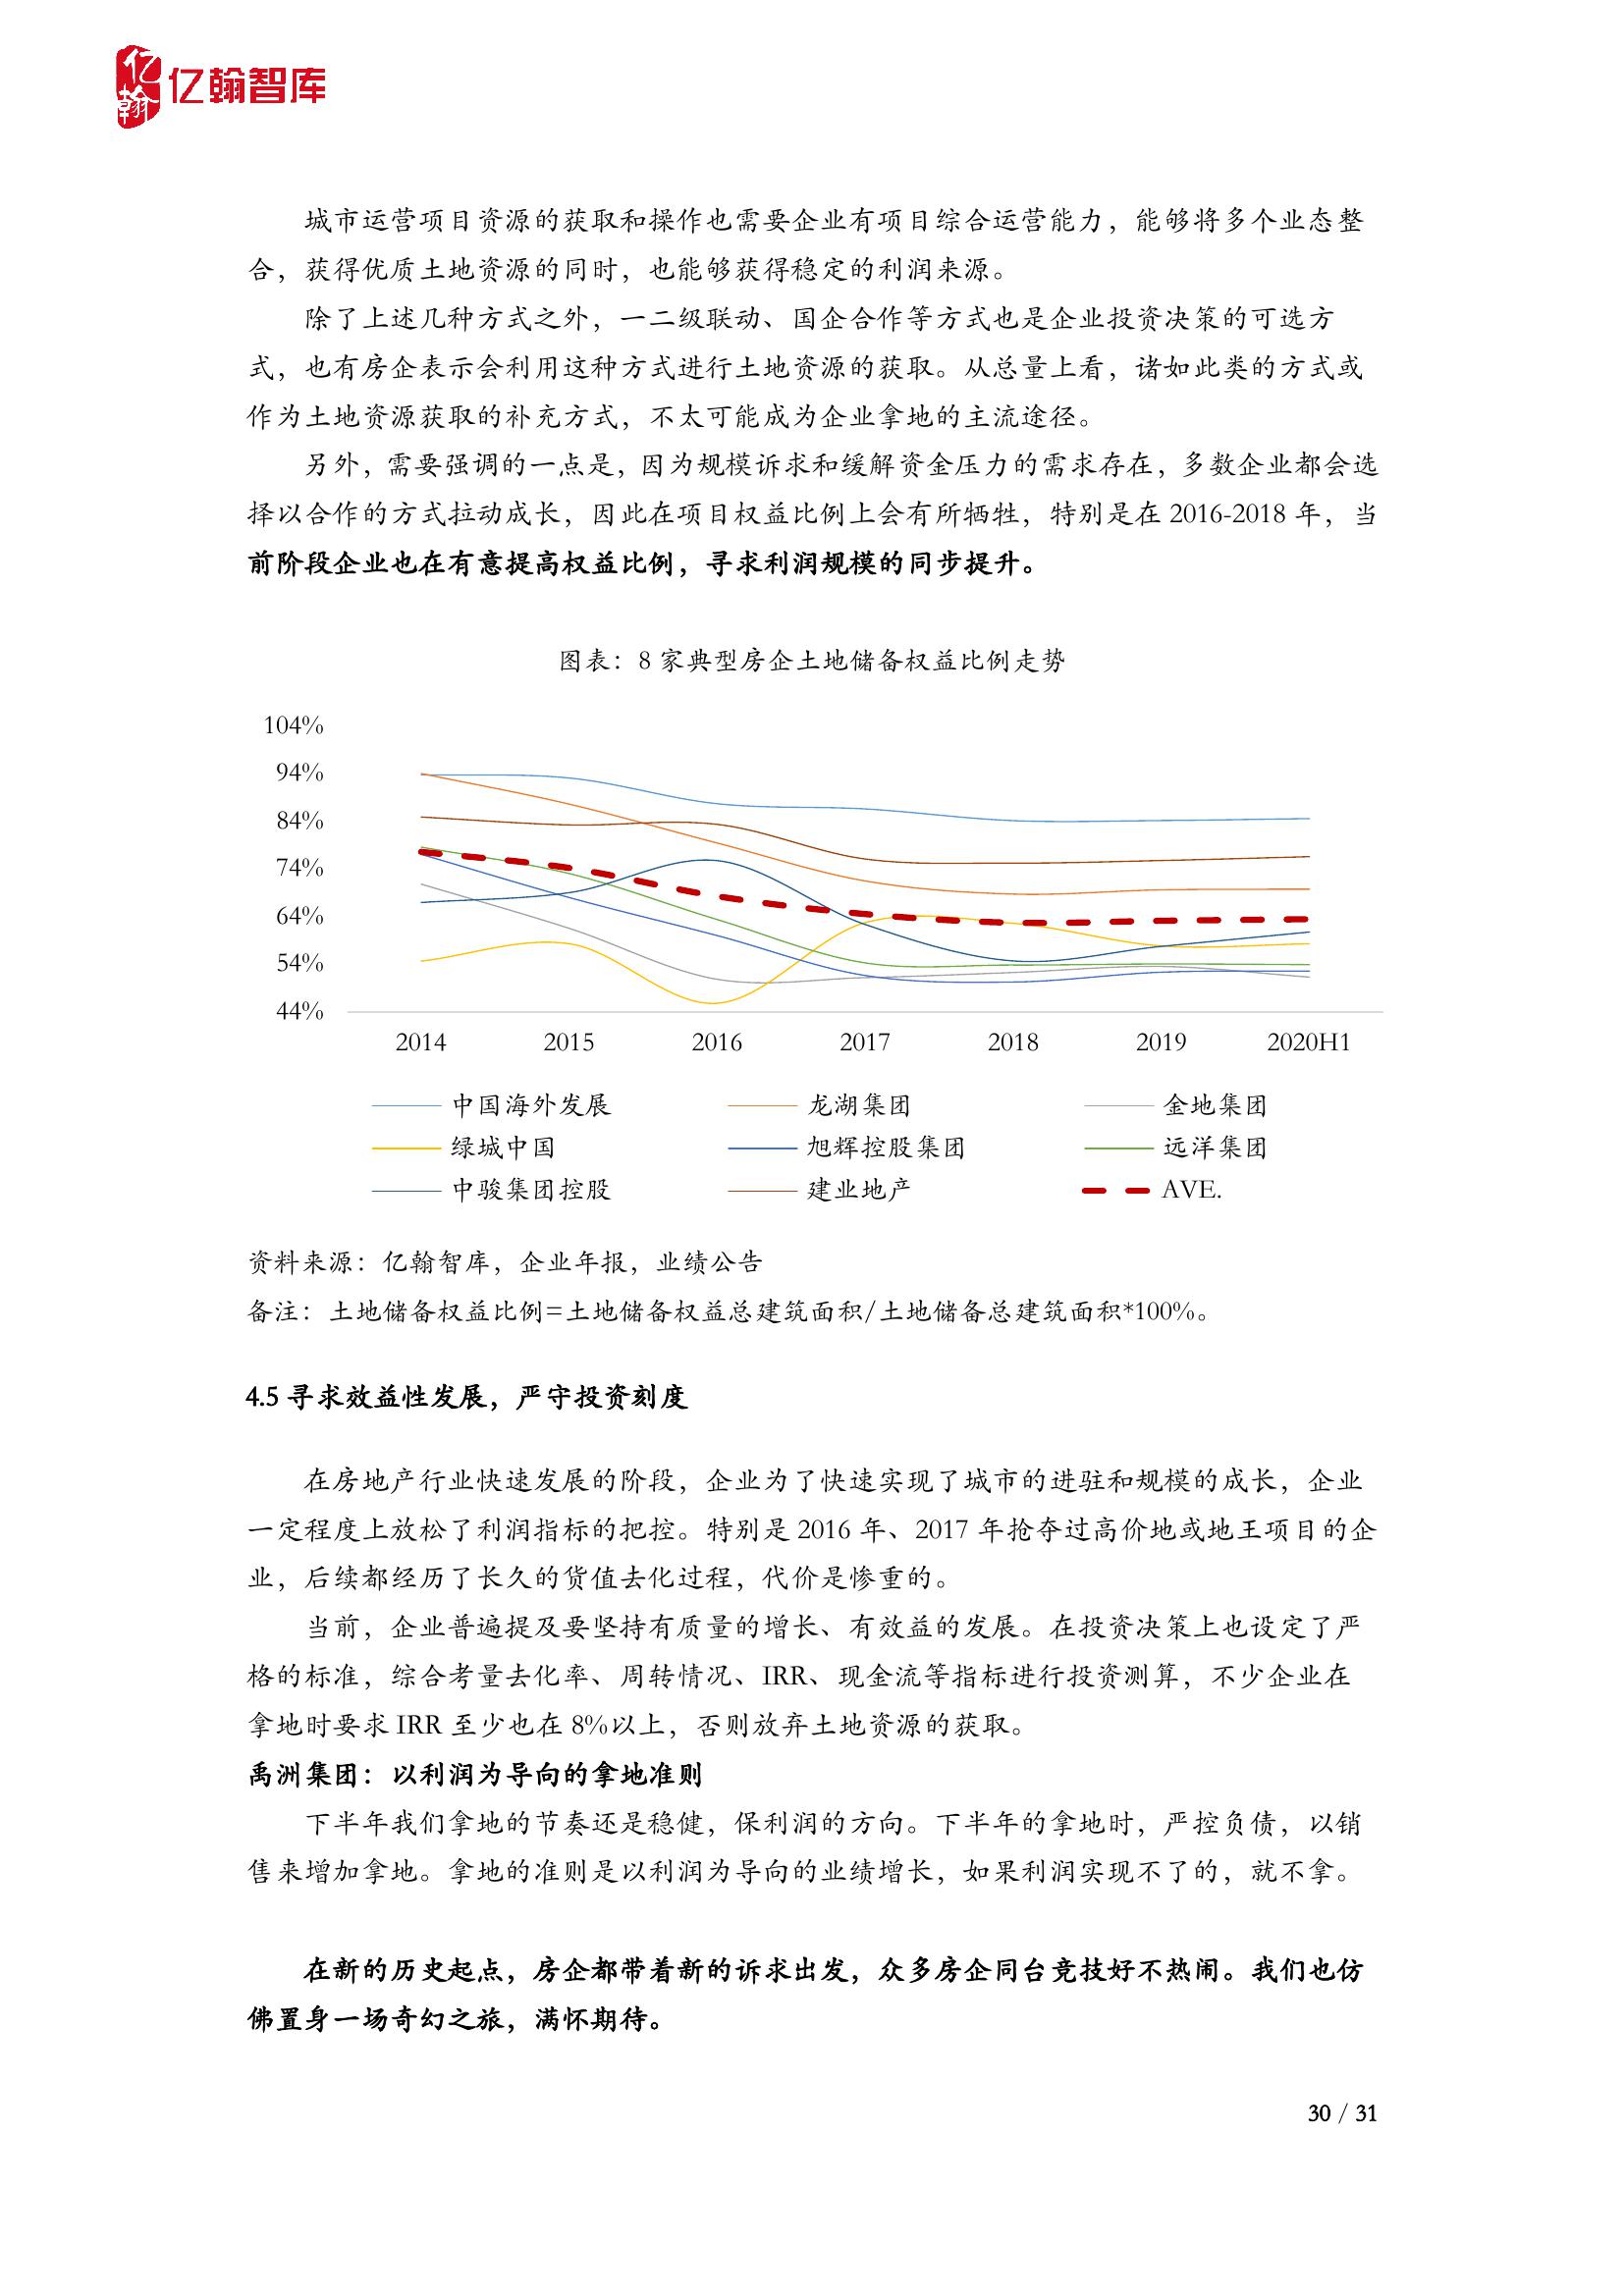 亿翰
亿翰智库
城市运营项目资源的获取和操作也需要企业有项目综合运营能力，能够将多个业态整
合，获得优质土地资源的同时，也能够获得稳定的利润来源。
除了上述几种方式之外，一二级联动、国企合作等方式也是企业投资决策的可选方
式，也有房企表示会利用这种方式进行土地资源的获取。从总量上看，诸如此类的方式或
作为土地资源获取的补充方式，不太可能成为企业拿地的主流途径。
另外，需要强调的一点是，因为规模诉求和缓解资金压力的需求存在，多数企业都会选
择以合作的方式拉动成长，因此在项目权益比例上会有所牺牲，特别是在 2016-2018 年，当
前阶段企业也在有意提高权益比例，寻求利润规模的同步提升。
图表：8 家典型房企土地储备权益比例走势
104%
94%
84%
74%
64%
54%
44%
2014 2015 2016 2017 2018 2019 2020H1
中国海外发展 龙湖集团 金地集团
绿城中国 旭辉控股集团 远洋集团
中骏集团控股 建业地产 AVE.
资料来源：亿翰智库，企业年报，业绩公告
备注：土地储备权益比例=土地储备权益总建筑面积/土地储备总建筑面积*100%。
4.5 寻求效益性发展，严守投资刻度
在房地产行业快速发展的阶段，企业为了快速实现了城市的进驻和规模的成长，企业
一定程度上放松了利润指标的把控。特别是 2016 年、2017 年抢夺过高价地或地王项目的企
业，后续都经历了长久的货值去化过程，代价是惨重的。
当前，企业普遍提及要坚持有质量的增长、有效益的发展。在投资决策上也设定了严
格的标准，综合考量去化率、周转情况、IRR、现金流等指标进行投资测算，不少企业在
拿地时要求 IRR 至少也在 8%以上，否则放弃土地资源的获取。
禹洲集团：以利润为导向的拿地准则
下半年我们拿地的节奏还是稳健，保利润的方向。下半年的拿地时，严控负债，以销
售来增加拿地。拿地的准则是以利润为导向的业绩增长，如果利润实现不了的，就不拿。
在新的历史起点，房企都带着新的诉求出发，众多房企同台竞技好不热闹。我们也仿
佛置身一场奇幻之旅，满怀期待。
30 / 31